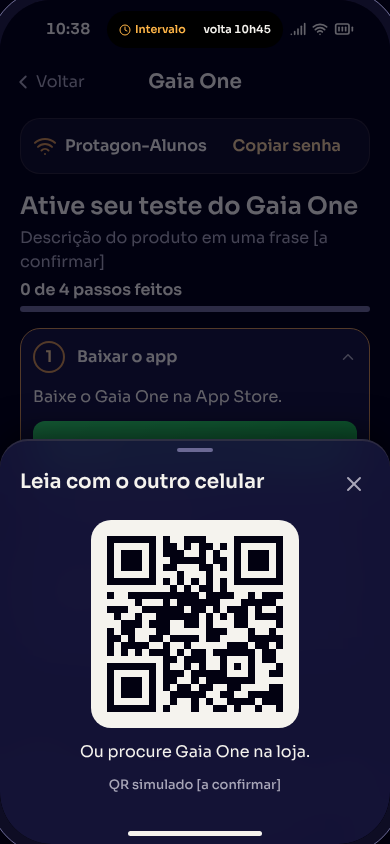 10:38
Intervalo volta 10h45
Voltar
Gaia One
Protagon-Alunos
Copiar senha
Ative seu teste do Gaia One
Descrição do produto em uma frase [a
confirmar]
0 de 4 passos feitos
1 Baixar o app
Baixe o Gaia One na App Store.
Leia com o outro celular
Ou procure Gaia One na loja.
QR simulado [a confirmar]